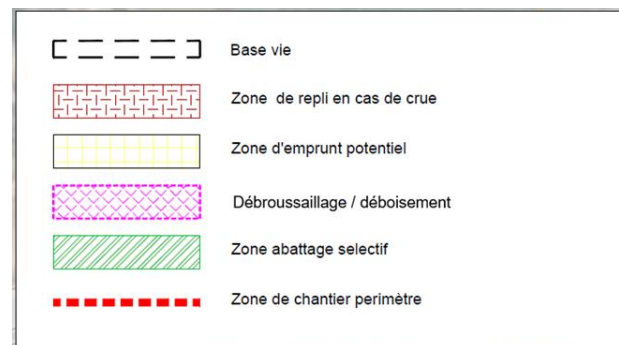 Base vie
Zone de repli en cas de crue
Zone d'emprunt potentiel
Débroussaillage / déboisement
Zone abattage selectif
Zone de chantier perimètre